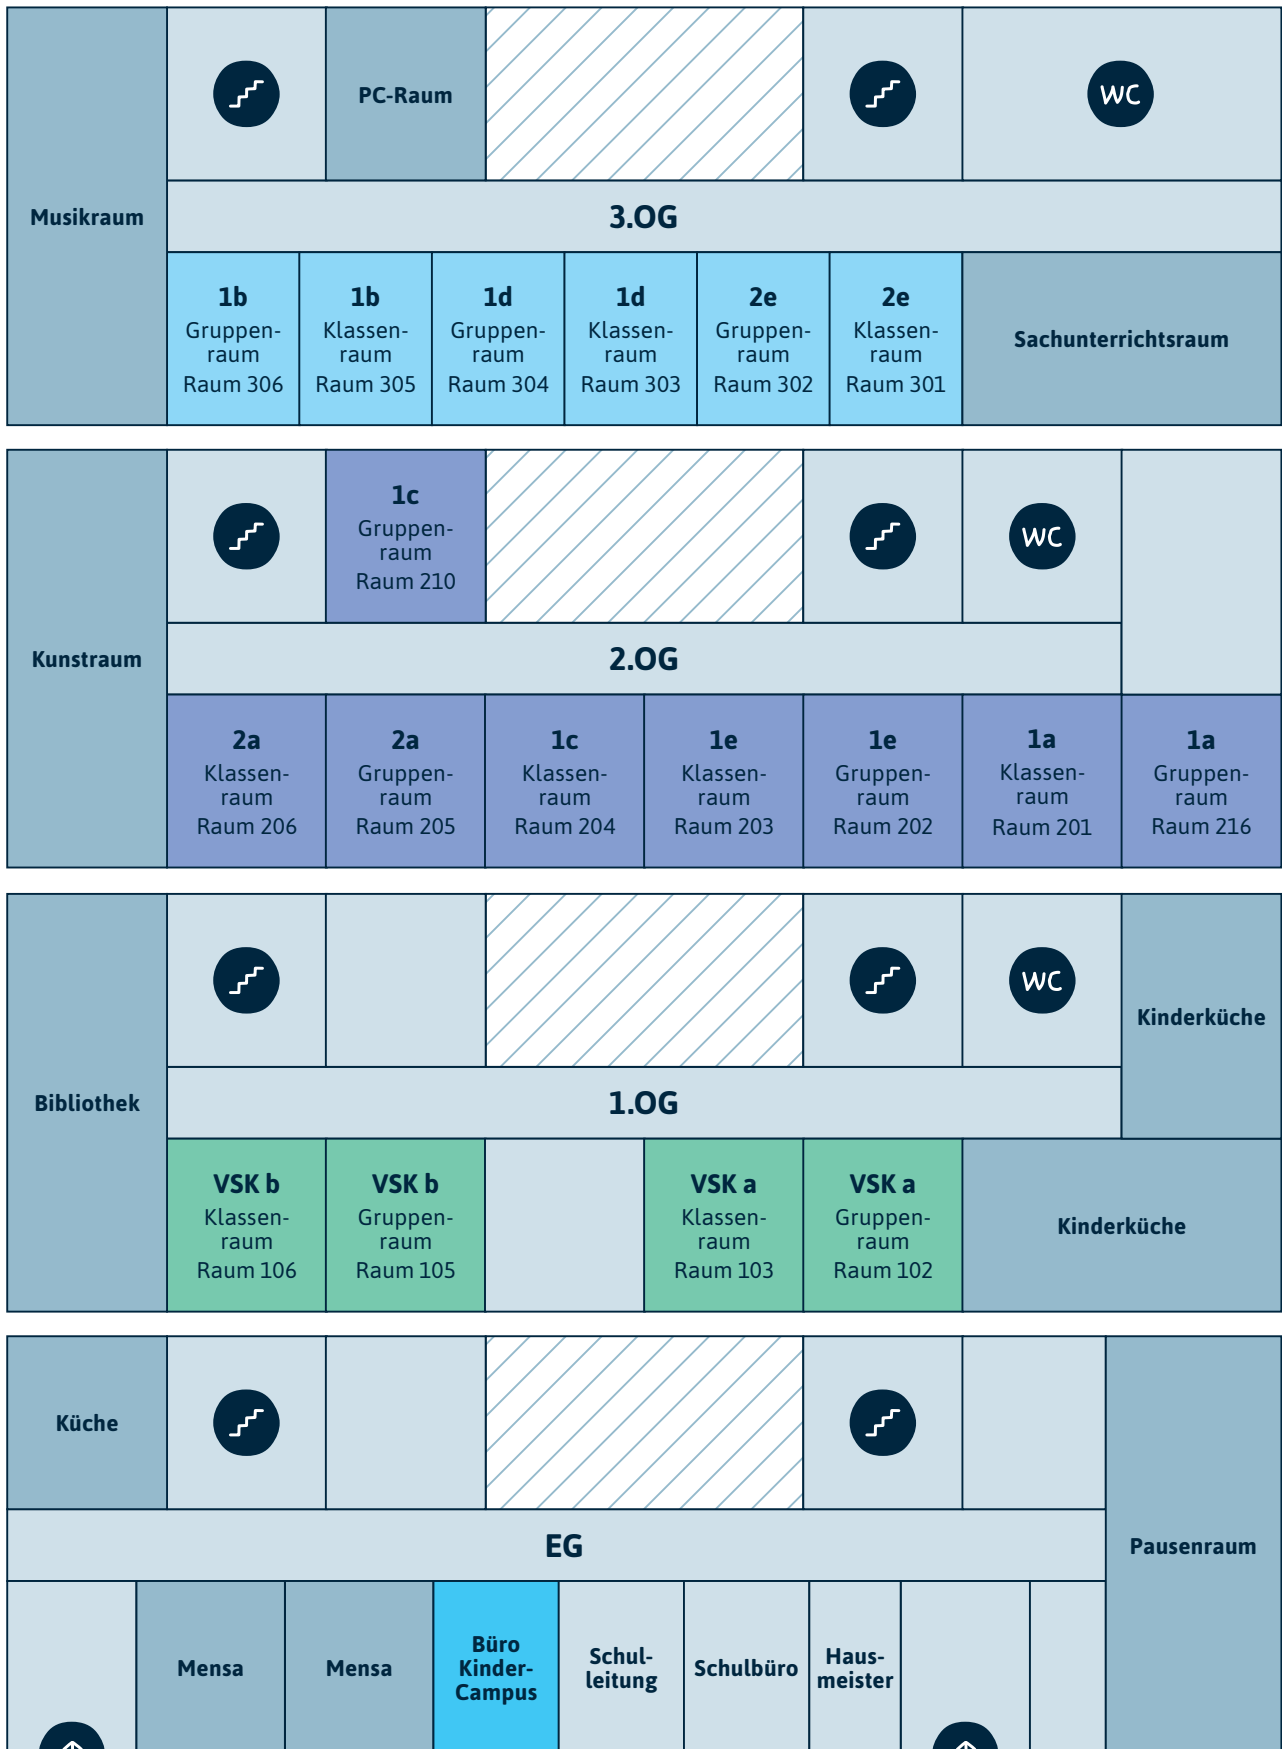 PC-Raum
WC
Musikraum
3.OG
1b
Gruppen-
raum
Raum 306
1b
Klassen-
raum
Raum 305
1d
Gruppen-
raum
Raum 304
1d
Klassen-
raum
Raum 303
2e
Gruppen-
raum
Raum 302
2e
Klassen-
raum
Raum 301
Sachunterrichtsraum
1c
Gruppen-
raum
Raum 210
WC
Kunstraum
2.OG
2a
Klassen-
raum
Raum 206
2a
Gruppen-
raum
Raum 205
1c
Klassen-
raum
Raum 204
1e
Klassen-
raum
Raum 203
1e
Gruppen-
raum
Raum 202
1a
Klassen-
raum
Raum 201
1a
Gruppen-
raum
Raum 216
WC
Kinderküche
Bibliothek
1.OG
VSK b
Klassen-
raum
Raum 106
VSK b
Gruppen-
raum
Raum 105
VSK a
Klassen-
raum
Raum 103
VSK a
Gruppen-
raum
Raum 102
Kinderküche
Küche
EG
Pausenraum
Mensa
Mensa
Büro
Kinder-
Campus
Schul-
leitung
Schulbüro
Haus-
meister